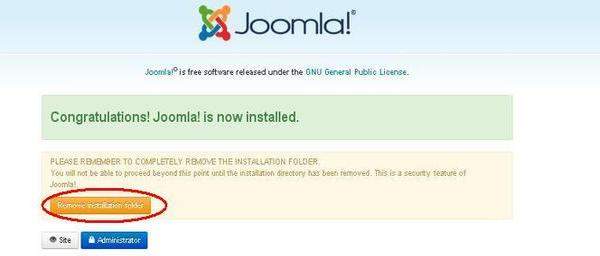 Joomla!®
Joomla!® is free software released under the GNU General Public License.
Congratulations! Joomla! is now installed.
PLEASE REMEMBER TO COMPLETELY REMOVE THE INSTALLATION FOLDER.
You will not be able to proceed beyond this point until the installation directory has been removed. This is a security feature of
Joomla!.
Remove installation folder
Site Administrator